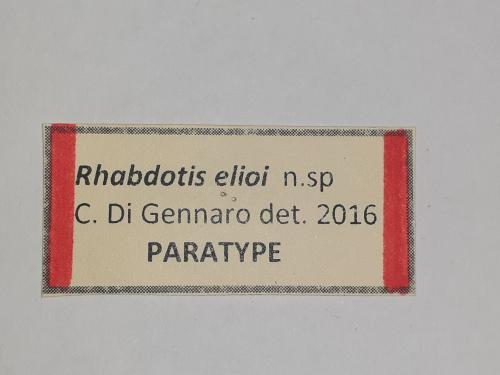 Rhabdotis elioi n.sp
C. Di Gennaro det. 2016
PARATYPE